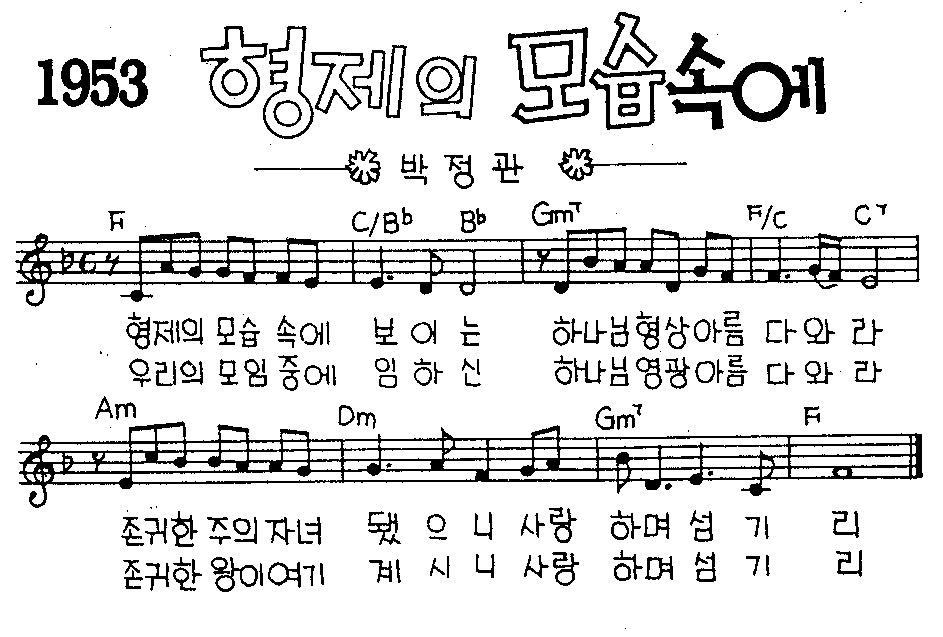 1953 형제의 모습속에
박정관
F C/Bb Bb Gm7 F/C C7
형제의 모습 속에 보 이 는 하나님형상아름 다 와 라
우리의 모임 중에 임 하 신 하나님영광아름 다 와 라
Am Dm Gm7 F
존귀한 주의 자녀 됐 으 니 사랑 하며 섬 기 리
존귀한 왕이여기 계 시 니 사랑 하며 섬 기 리